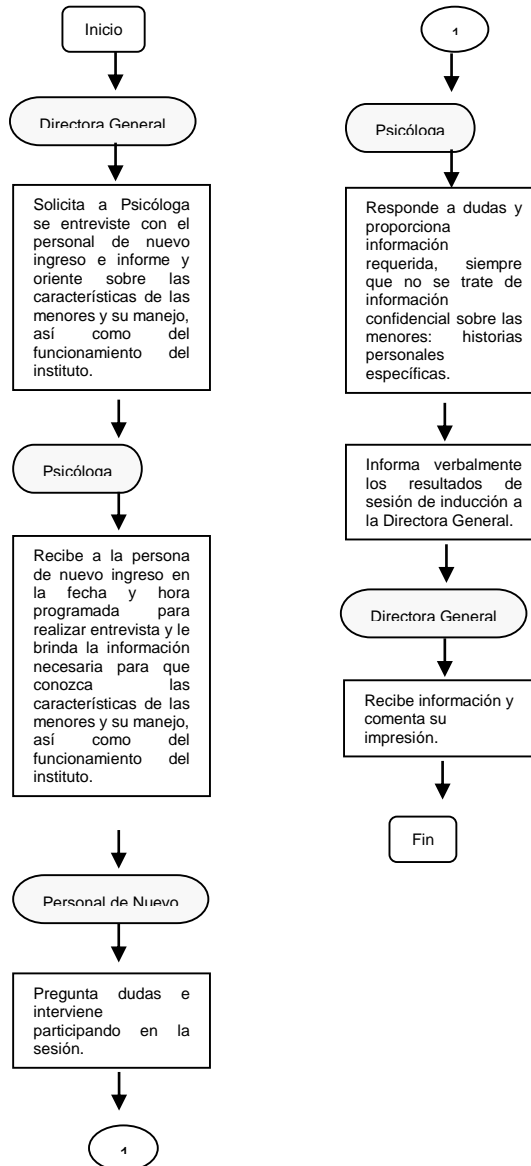 Inicio
Directora General
Solicita a Psicóloga
se entreviste con el
personal de nuevo
ingreso e informe y
oriente sobre las
características de las
menores y su manejo,
así como del
funcionamiento del
instituto.
Psicóloga
Recibe a la persona
de nuevo ingreso en
la fecha y hora
programada para
realizar entrevista y le
brinda la información
necesaria para que
conozca las
características de las
menores y su manejo,
así como del
funcionamiento del
instituto.
Personal de Nuevo
Pregunta dudas e
interviene
participando en la
sesión.
1
1
Psicóloga
Responde a dudas y
proporciona
información
requerida, siempre
que no se trate de
información
confidencial sobre las
menores: historias
personales
específicas.
Informa verbalmente
los resultados de
sesión de inducción a
la Directora General.
Directora General
Recibe información y
comenta su
impresión.
Fin